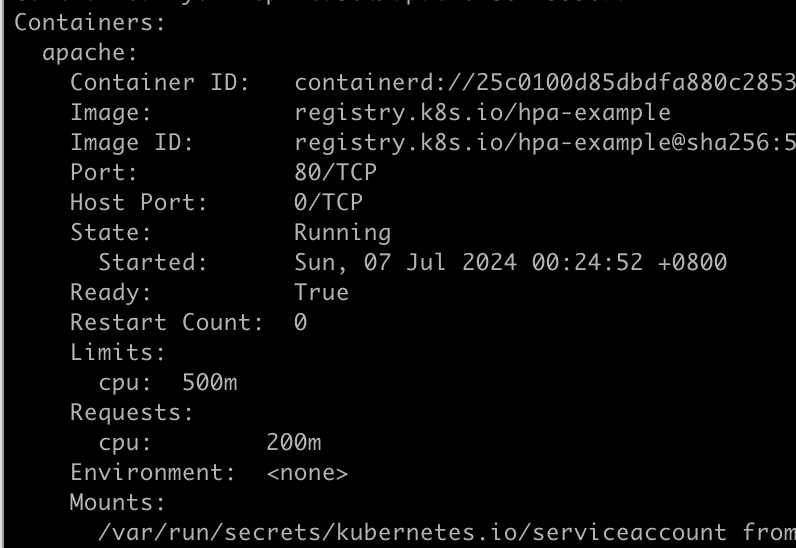 Containers:
apache:
Container ID: containerd://25c0100d85dbdfa880c2853
Image: registry.k8s.io/hpa-example
Image ID: registry.k8s.io/hpa-example@sha256:5
Port: 80/TCP
Host Port: 0/TCP
State: Running
Started: Sun, 07 Jul 2024 00:24:52 +0800
Ready: True
Restart Count: 0
Limits:
cpu: 500m
Requests:
cpu: 200m
Environment: <none>
Mounts:
/var/run/secrets/kubernetes.io/serviceaccount from